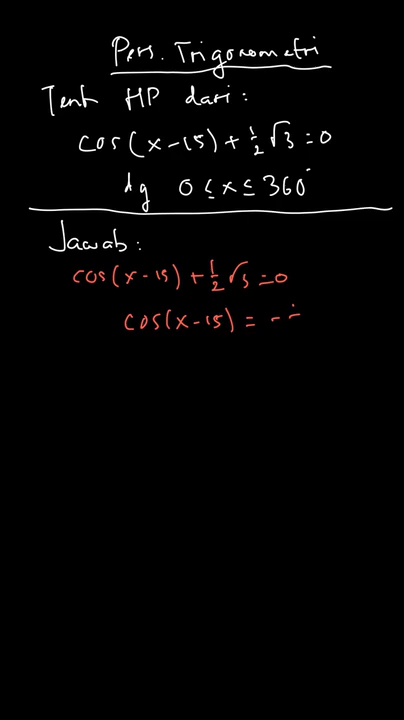 Pers. Trigonometri
Tent HP dari:
cos(x-15)+½√3=0
dg 0≤x≤360°
Jawab:
cos(x-15)+½√3=0
cos(x-15)=-